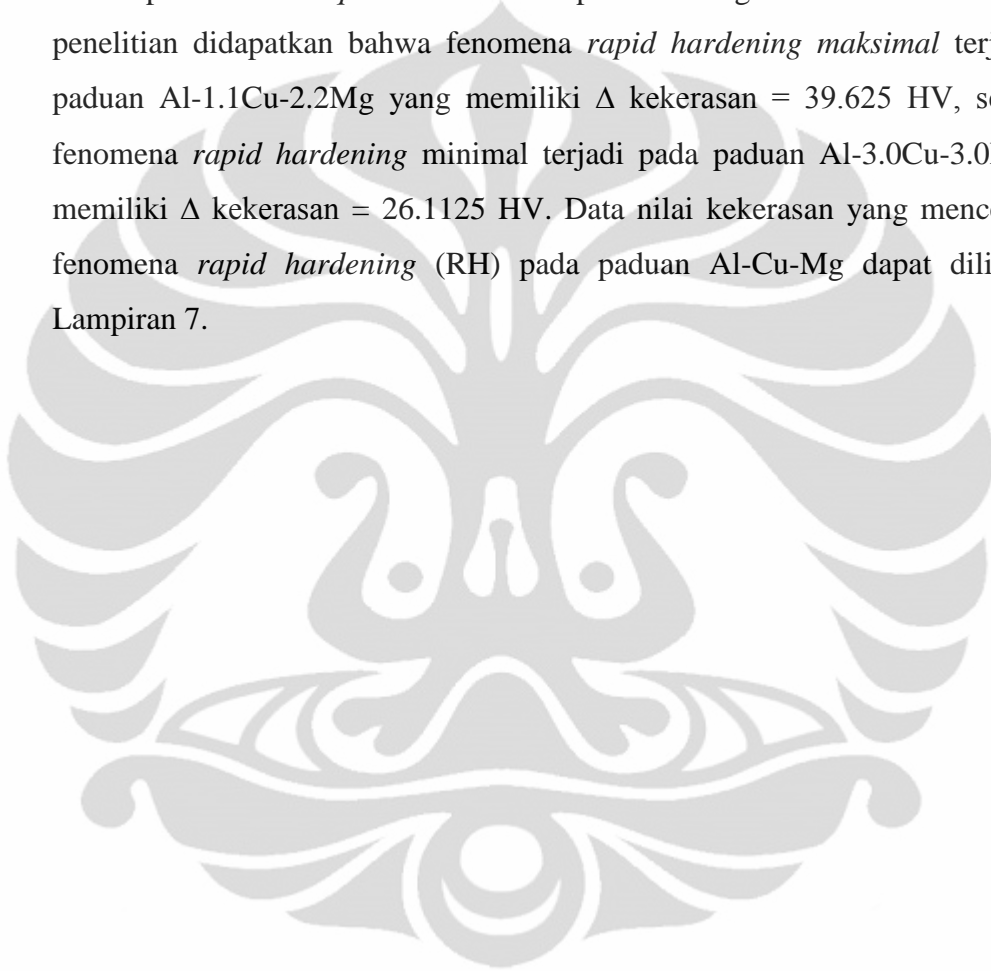 penelitian didapatkan bahwa fenomena rapid hardening maksimal
paduan Al-1.1Cu-2.2Mg yang memiliki Δ kekerasan = 39.625 HV,
fenomena rapid hardening minimal terjadi pada paduan
memiliki Δ kekerasan = 26.1125 HV. Data nilai kekerasan yang
fenomena rapid hardening (RH) pada paduan Al-Cu-Mg dapat
Lampiran 7.